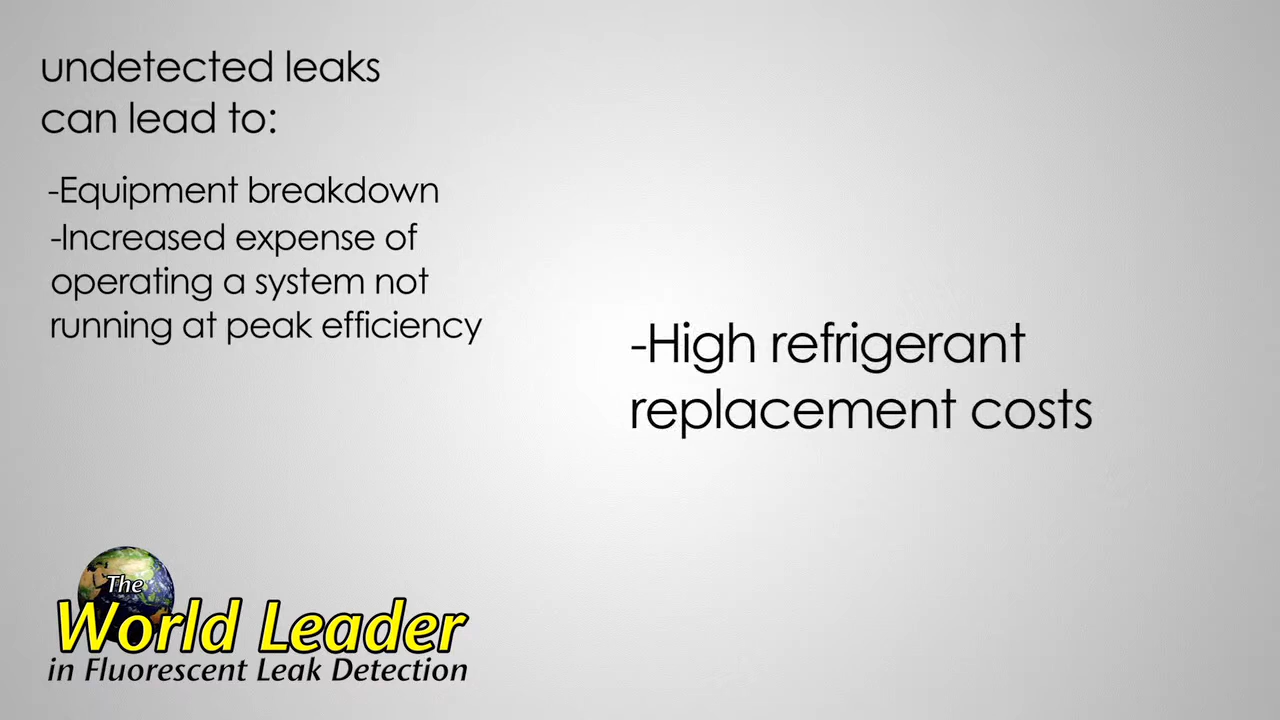 undetected leaks
can lead to:
-Equipment breakdown
-Increased expense of
operating a system not
running at peak efficiency
-High refrigerant
replacement costs
The
World Leader
in Fluorescent Leak Detection